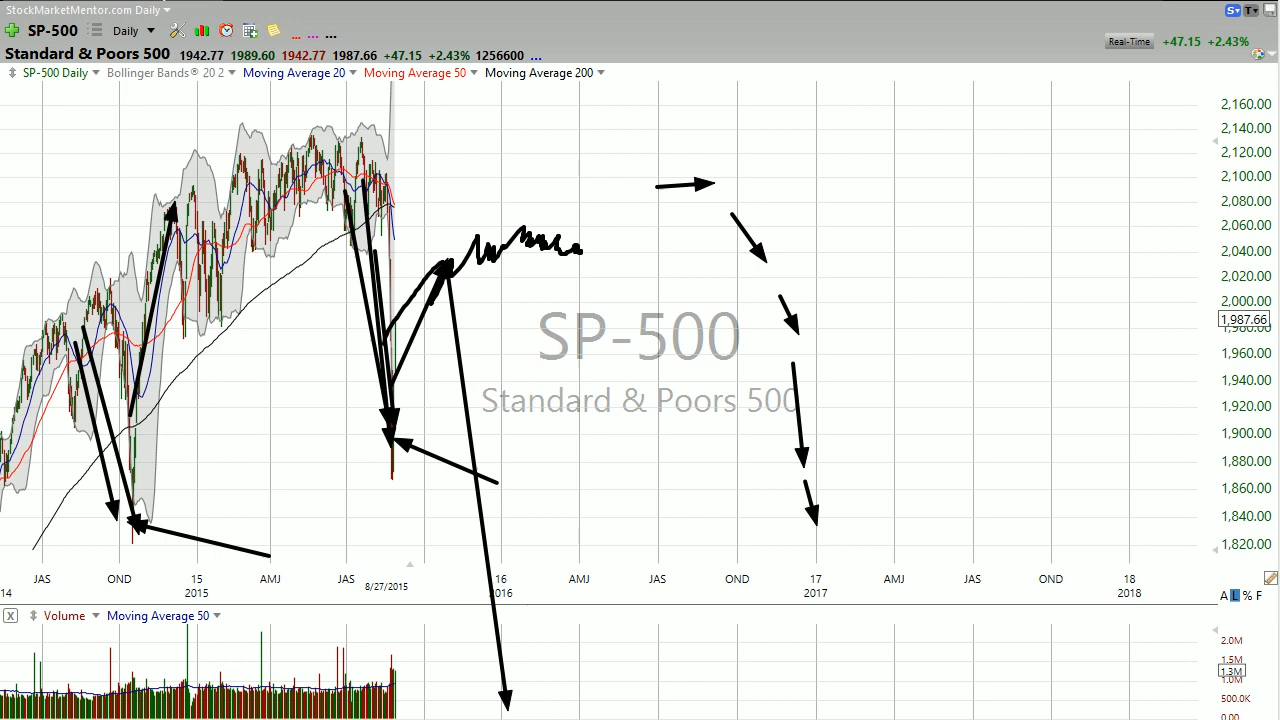 StockMarketMentor.com Daily
SP-500 Daily
Standard & Poors 500 1942.77 1989.60 1942.77 1987.66 +47.15 +2.43% 1256600 ...
Real-Time +47.15 +2.43%
S T
SP-500 Daily Bollinger Bands® 20 2 Moving Average 20 Moving Average 50 Moving Average 200
2,160.00
2,140.00
2,120.00
2,100.00
2,080.00
2,060.00
2,040.00
2,020.00
2,000.00
1,987.66
1,980.00
1,960.00
1,940.00
1,920.00
1,900.00
1,880.00
1,860.00
1,840.00
1,820.00
SP-500
Standard & Poors 500
JAS OND 15 AMJ JAS 16 AMJ JAS OND 17 AMJ JAS OND 18
14 2015 8/27/2015 2016 2017 2018
A L % F
X Volume Moving Average 50
2.0M
1.5M
1.3M
1.0M
500.0K
0.00